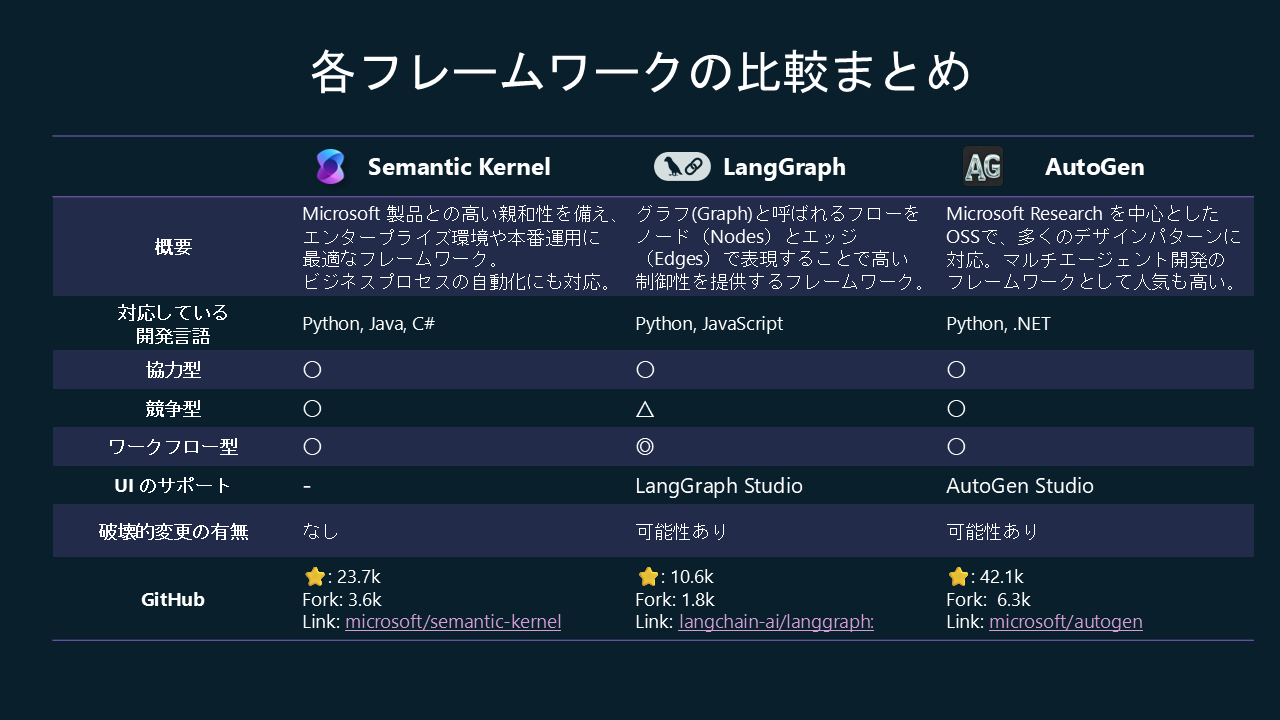 各フレームワークの比較まとめ
Semantic Kernel
LangGraph
AG
AutoGen
概要
Microsoft 製品との高い親和性を備え、
エンタープライズ環境や本番運用に
最適なフレームワーク。
ビジネスプロセスの自動化にも対応。
グラフ(Graph)と呼ばれるフローを
ノード（Nodes）とエッジ
（Edges）で表現することで高い
制御性を提供するフレームワーク。
Microsoft Research を中心とした
OSSで、多くのデザインパターンに
対応。マルチエージェント開発の
フレームワークとして人気も高い。
対応している
開発言語
Python, Java, C#
Python, JavaScript
Python, .NET
協力型
○
○
○
競争型
○
△
○
ワークフロー型
○
◎
○
UI のサポート
-
LangGraph Studio
AutoGen Studio
破壊的変更の有無
なし
可能性あり
可能性あり
GitHub
⭐: 23.7k
Fork: 3.6k
Link: microsoft/semantic-kernel
⭐: 10.6k
Fork: 1.8k
Link: langchain-ai/langgraph:
⭐: 42.1k
Fork:  6.3k
Link: microsoft/autogen